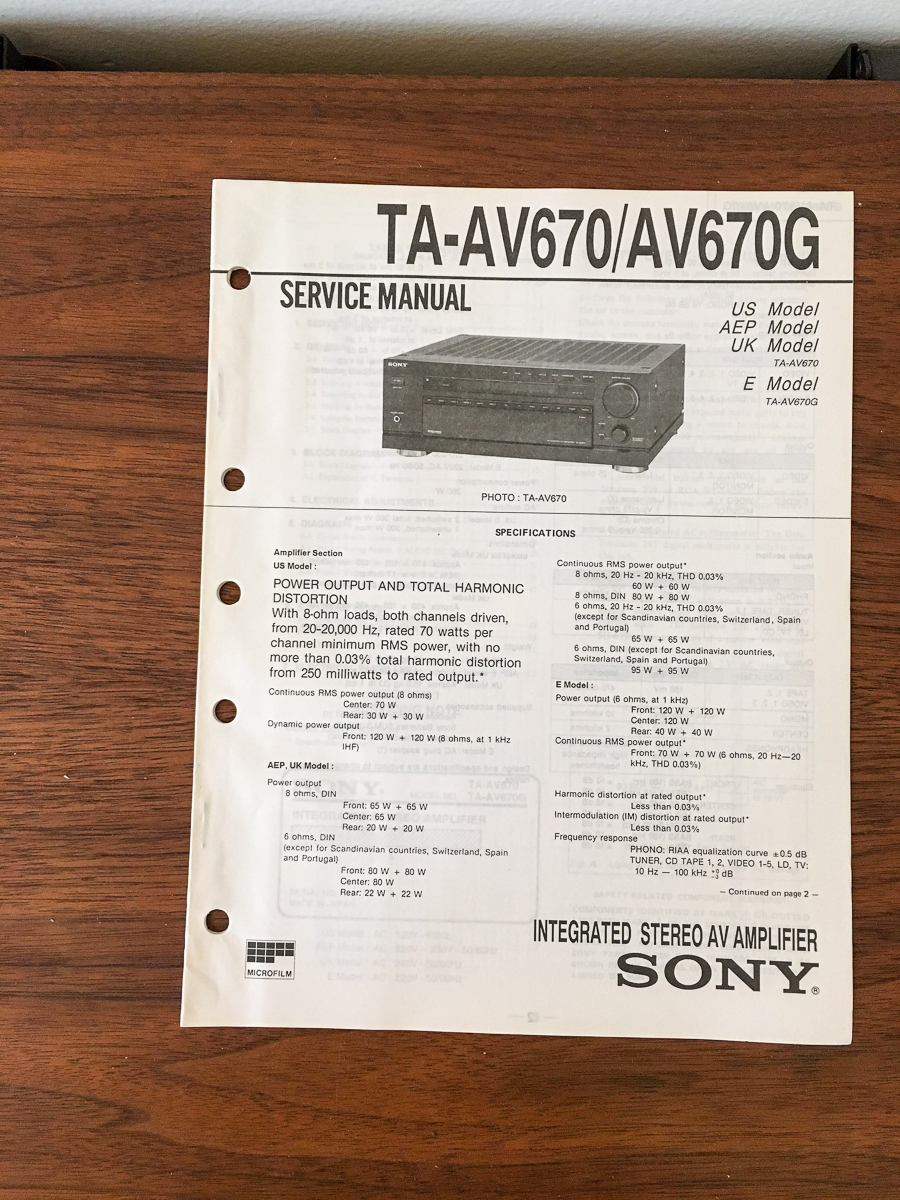 TA-AV670/AV670G
SERVICE MANUAL
US Model
AEP Model
UK Model
TA-AV670
E Model
TA-AV670G
SONY
PHOTO : TA-AV670
SPECIFICATIONS
Amplifier Section
US Model :
POWER OUTPUT AND TOTAL HARMONIC
DISTORTION
With 8-ohm loads, both channels driven,
from 20-20,000 Hz, rated 70 watts per
channel minimum RMS power, with no
more than 0.03% total harmonic distortion
from 250 milliwatts to rated output.*
Continuous RMS power output (8 ohms)
Center: 70 W
Rear: 30 W + 30 W
Dynamic power output
Front: 120 W + 120 W (8 ohms, at 1 kHz
IHF)
AEP, UK Model :
Power output
8 ohms, DIN
Front: 65 W + 65 W
Center: 65 W
Rear: 20 W + 20 W
6 ohms, DIN
(except for Scandinavian countries, Switzerland, Spain
and Portugal)
Front: 80 W + 80 W
Center: 80 W
Rear: 22 W + 22 W
Continuous RMS power output*
8 ohms, 20 Hz - 20 kHz, THD 0.03%
60 W + 60 W
8 ohms, DIN 80 W + 80 W
6 ohms, 20 Hz - 20 kHz, THD 0.03%
(except for Scandinavian countries, Switzerland, Spain
and Portugal)
65 W + 65 W
6 ohms, DIN (except for Scandinavian countries,
Switzerland, Spain and Portugal)
95 W + 95 W
E Model :
Power output (6 ohms, at 1 kHz)
Front: 120 W + 120 W
Center: 120 W
Rear: 40 W + 40 W
Continuous RMS power output*
Front: 70 W + 70 W (6 ohms, 20 Hz—20
kHz, THD 0.03%)
Harmonic distortion at rated output*
Less than 0.03%
Intermodulation (IM) distortion at rated output*
Less than 0.03%
Frequency response
PHONO: RIAA equalization curve ±0.5 dB
TUNER, CD TAPE 1, 2, VIDEO 1-5, LD, TV:
10 Hz — 100 kHz +0 -3 dB
– Continued on page 2 –
MICROFILM
INTEGRATED STEREO AV AMPLIFIER
SONY®